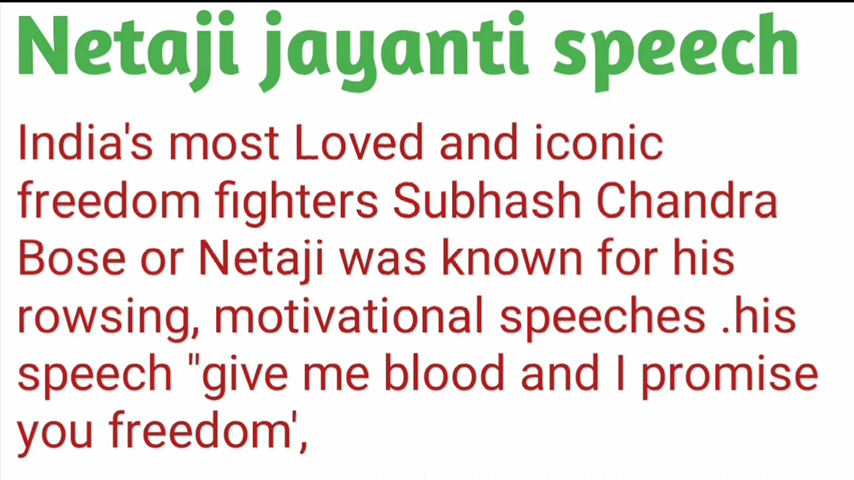 Netaji jayanti speech
India's most Loved and iconic
freedom fighters Subhash Chandra
Bose or Netaji was known for his
rowsing, motivational speeches .his
speech "give me blood and I promise
you freedom',